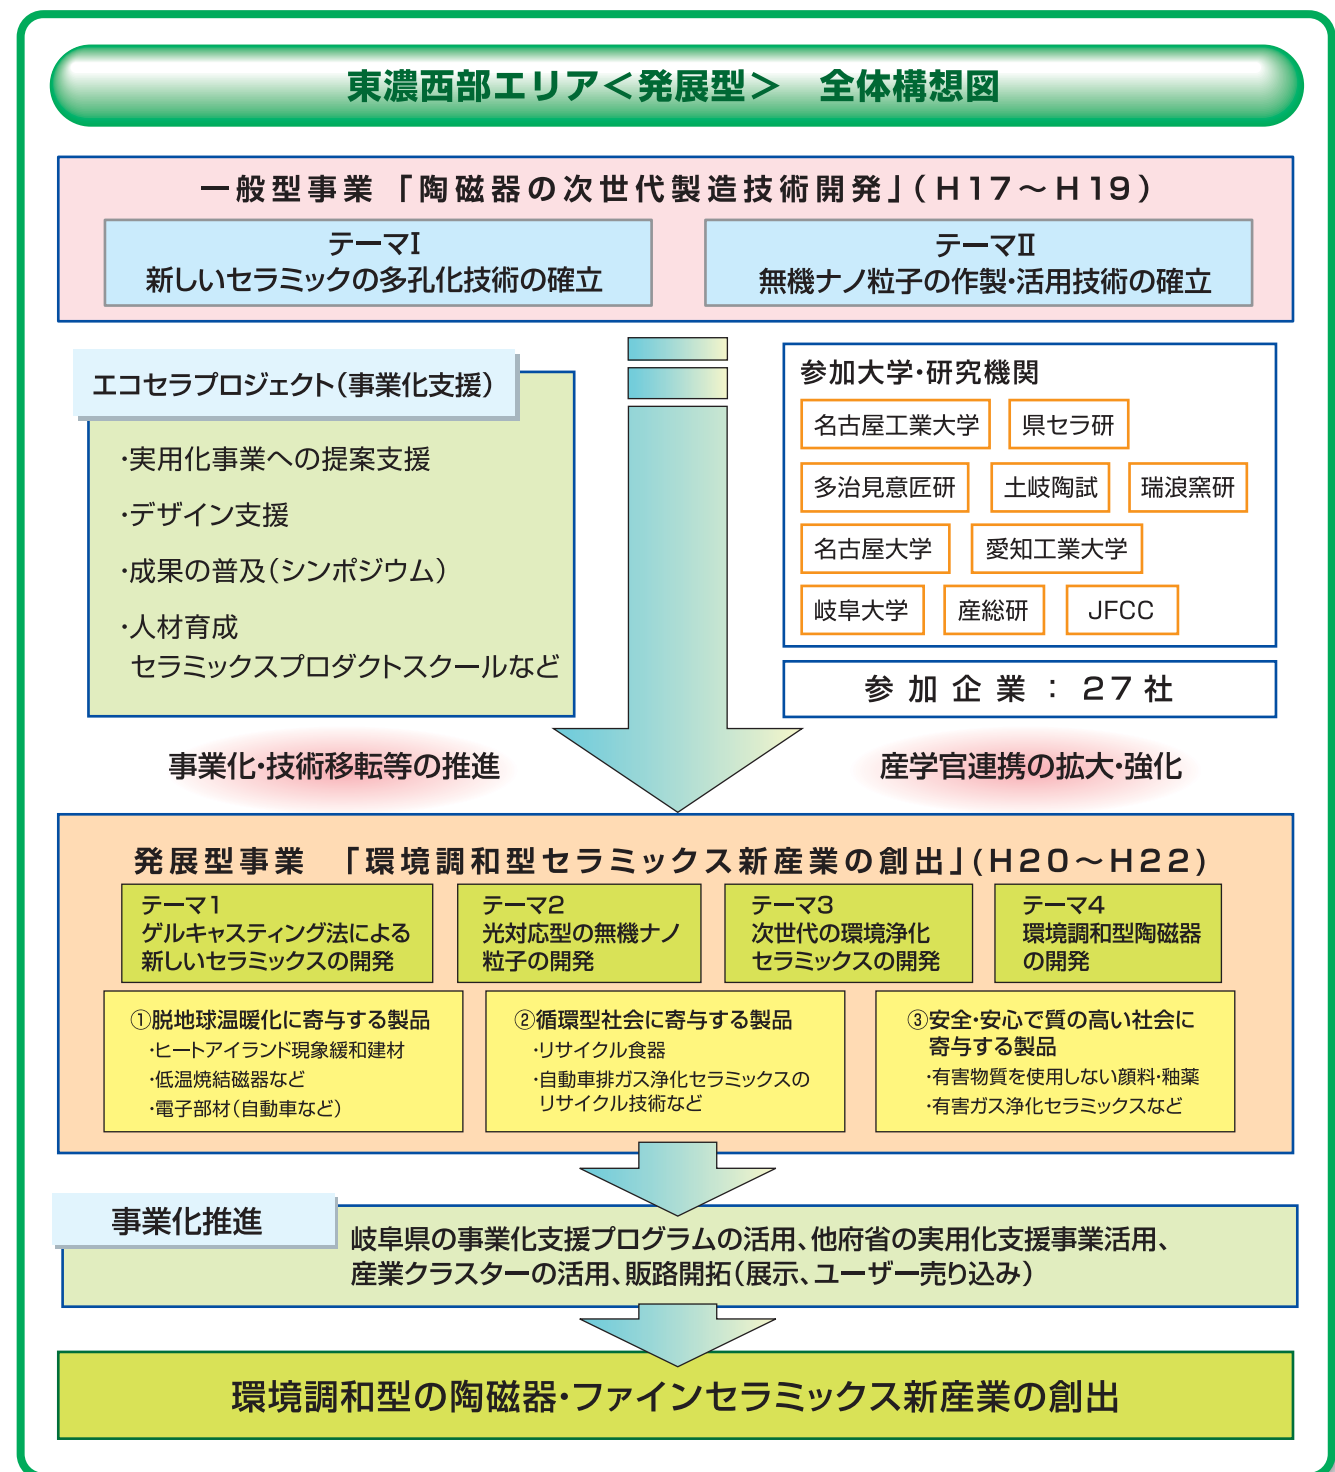 東濃西部エリア＜発展型＞　全体構想図
一般型事業「陶磁器の次世代製造技術開発」（H17～H19）
テーマⅠ
新しいセラミックの多孔化技術の確立
テーマⅡ
無機ナノ粒子の作製・活用技術の確立
エコセラプロジェクト（事業化支援）
・実用化事業への提案支援
・デザイン支援
・成果の普及（シンポジウム）
・人材育成
セラミックスプロダクトスクールなど
参加大学・研究機関
名古屋工業大学　県セラ研
多治見意匠研　土岐陶試　瑞浪窯研
名古屋大学　愛知工業大学
岐阜大学　産総研　JFCC
参加企業：27社
事業化・技術移転等の推進
産学官連携の拡大・強化
発展型事業　「環境調和型セラミックス新産業の創出」（H20～H22）
テーマ1
ゲルキャスティング法による
新しいセラミックスの開発
テーマ2
光対応型の無機ナノ
粒子の開発
テーマ3
次世代の環境浄化
セラミックスの開発
テーマ4
環境調和型陶磁器
の開発
①脱地球温暖化に寄与する製品
・ヒートアイランド現象緩和建材
・低温焼結磁器など
・電子部材（自動車など）
②循環型社会に寄与する製品
・リサイクル食器
・自動車排ガス浄化セラミックスの
リサイクル技術など
③安全・安心で質の高い社会に
寄与する製品
・有害物質を使用しない顔料・釉薬
・有害ガス浄化セラミックスなど
事業化推進
岐阜県の事業化支援プログラムの活用、他府省の実用化支援事業活用、
産業クラスターの活用、販路開拓（展示、ユーザー売り込み）
環境調和型の陶磁器・ファインセラミックス新産業の創出